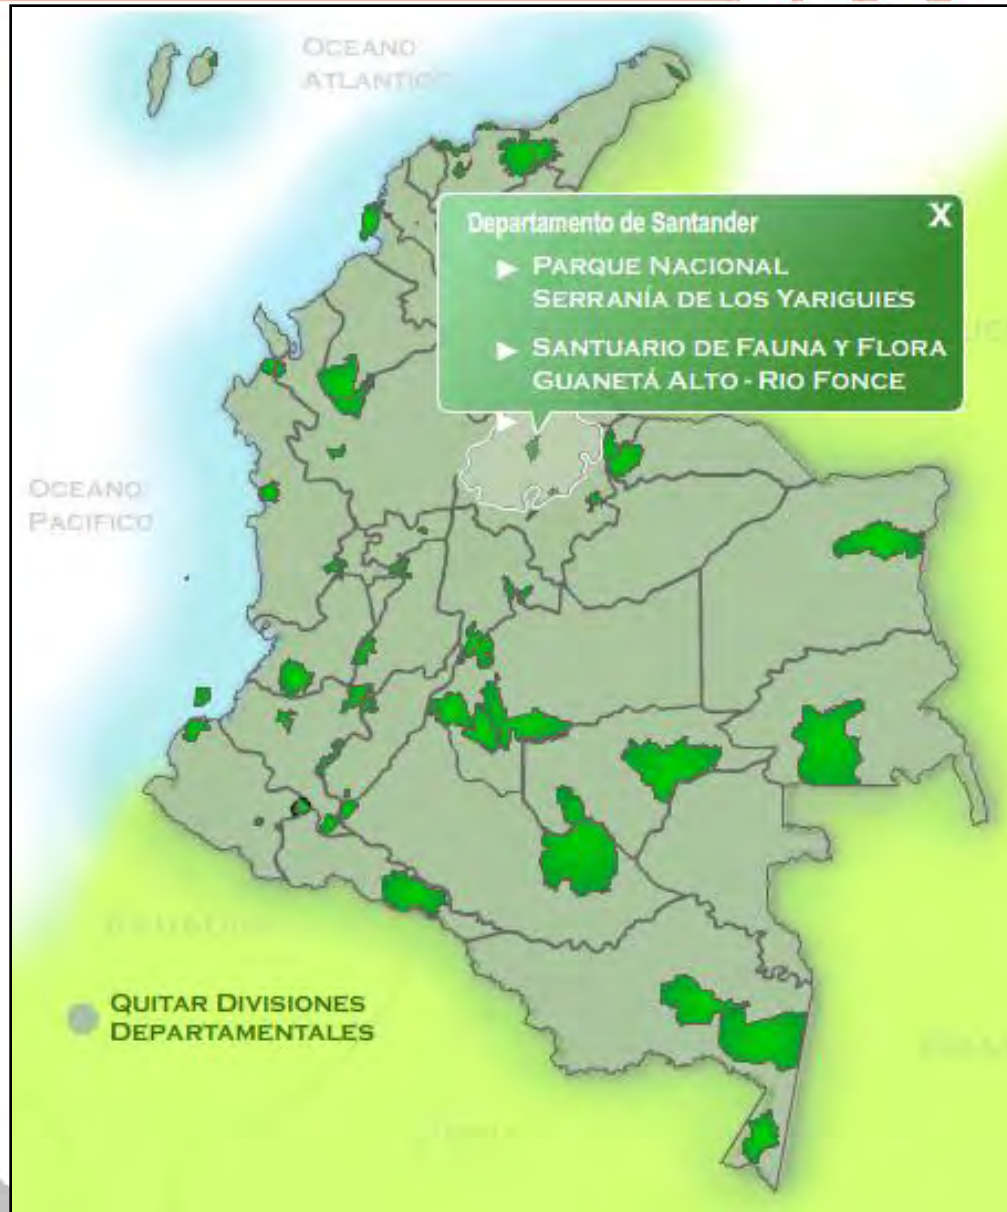 OCEANO
ATLANTICO
Departamento de Santander
X
PARQUE NACIONAL
SERRANÍA DE LOS YARIGUIES
SANTUARIO DE FAUNA Y FLORA
GUANETÁ ALTO - RIO FONCE
OCEANO
PACIFICO
QUITAR DIVISIONES
DEPARTAMENTALES